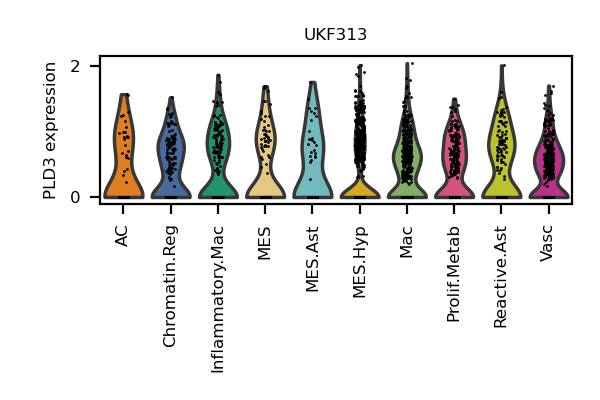 UKF313
PLD3 expression
2
0
AC
Chromatin.Reg
Inflammatory.Mac
MES
MES.Ast
MES.Hyp
Mac
Prolif.Metab
Reactive.Ast
Vasc